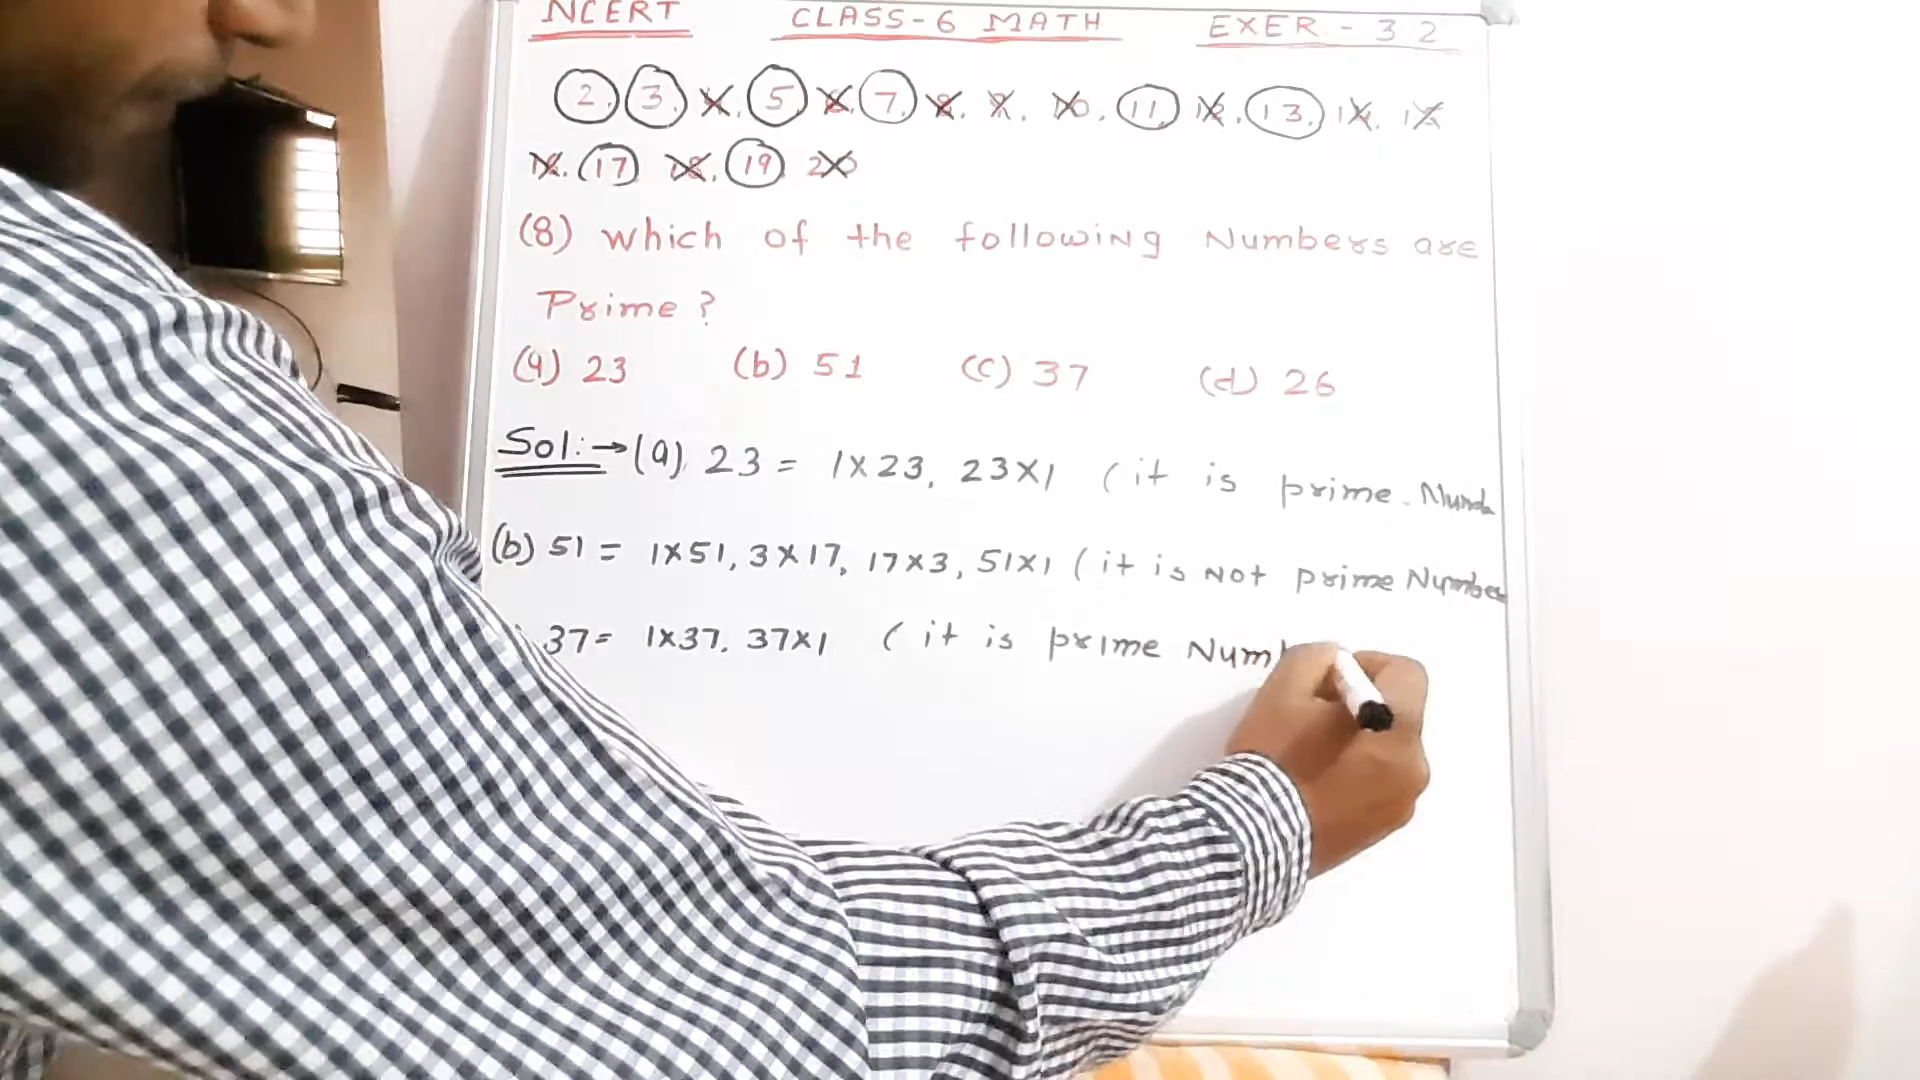 NCERT CLASS-6 MATH EXER.- 3.2
2, 3, 4, 5, 6, 7, 8, 9, 10, 11, 12, 13, 14, 15
16, 17 18, 19 20
(8) which of the following Numbers are
Prime?
(a) 23 (b) 51 (c) 37 (d) 26
Sol:→(a) 23 = 1×23, 23×1 (it is prime. Numb
(b) 51 = 1×51, 3×17, 17×3, 51×1 (it is Not prime Number
) 37= 1×37, 37×1 (it is prime Num